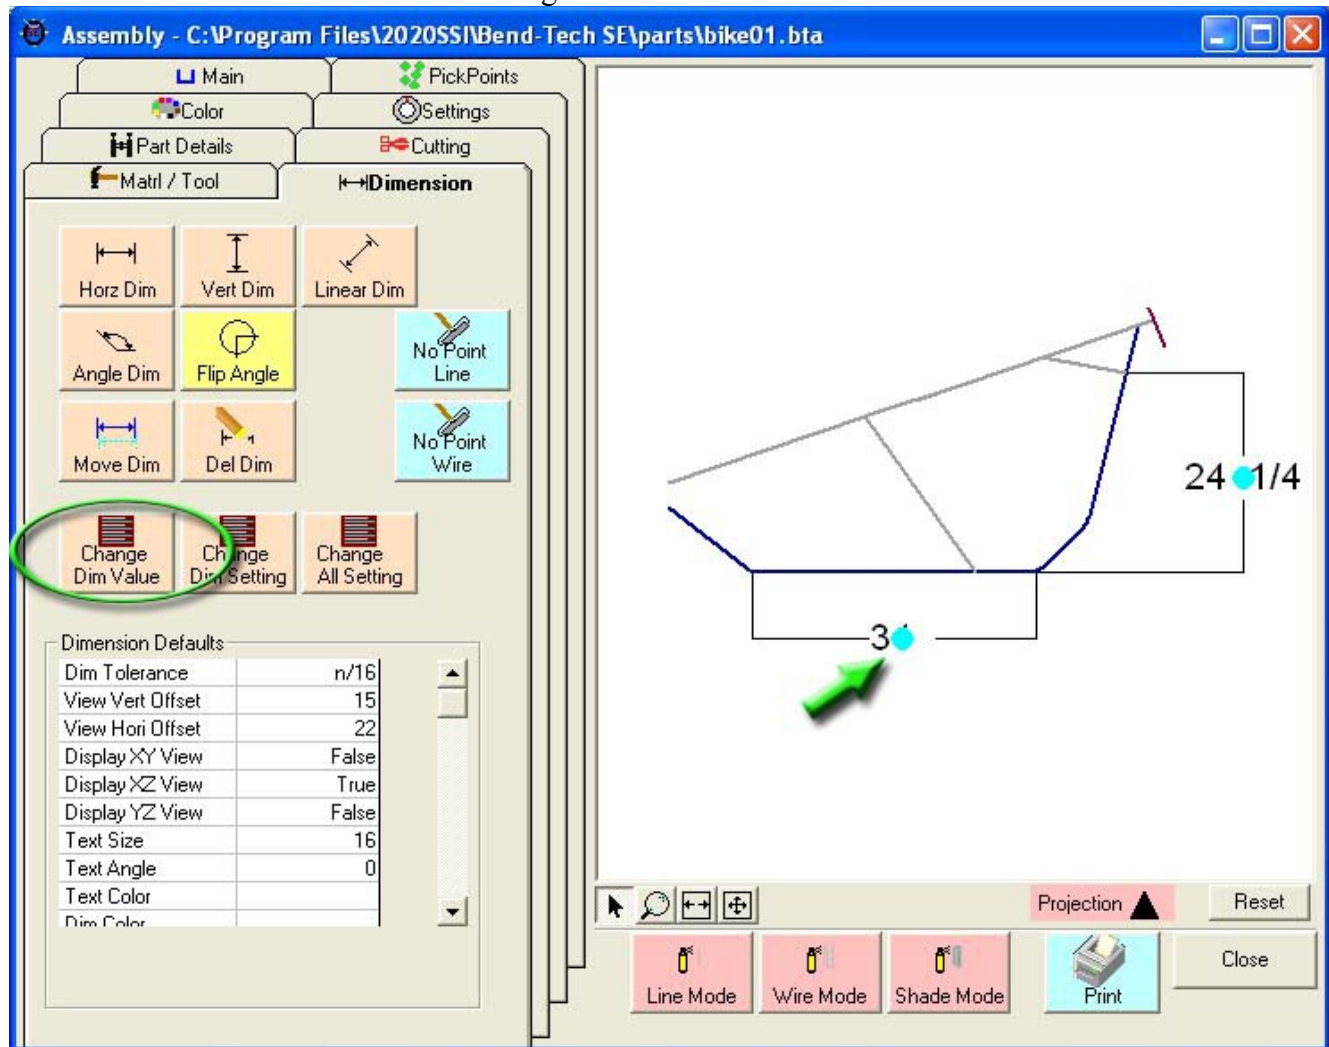 Assembly - C:\Program Files\2020SSI\Bend-Tech SE\parts\bike01.bta
Main
PickPoints
Color
Settings
Part Details
Cutting
Matrl / Tool
Dimension
Horz Dim
Vert Dim
Linear Dim
Angle Dim
Flip Angle
No Point
Line
Move Dim
Del Dim
No Point
Wire
Change
Dim Value
Change
Dim Setting
Change
All Setting
Dimension Defaults
Dim Tolerance n/16
View Vert Offset 15
View Hori Offset 22
Display XY View False
Display XZ View True
Display YZ View False
Text Size 16
Text Angle 0
Text Color
Dim Color
24 1/4
Projection
Reset
Line Mode
Wire Mode
Shade Mode
Print
Close